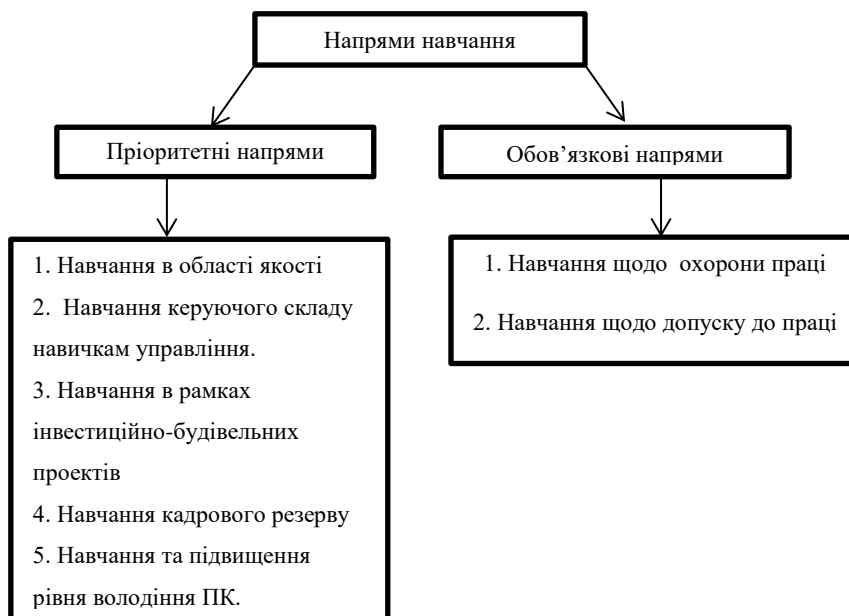 Напрями навчання
Пріоритетні напрями
Обов’язкові напрями
1. Навчання в області якості
2. Навчання керуючого складу
навичкам управління.
3. Навчання в рамках
інвестиційно-будівельних
проектів
4. Навчання кадрового резерву
5. Навчання та підвищення
рівня володіння ПК.
1. Навчання щодо охорони праці
2. Навчання щодо допуску до праці